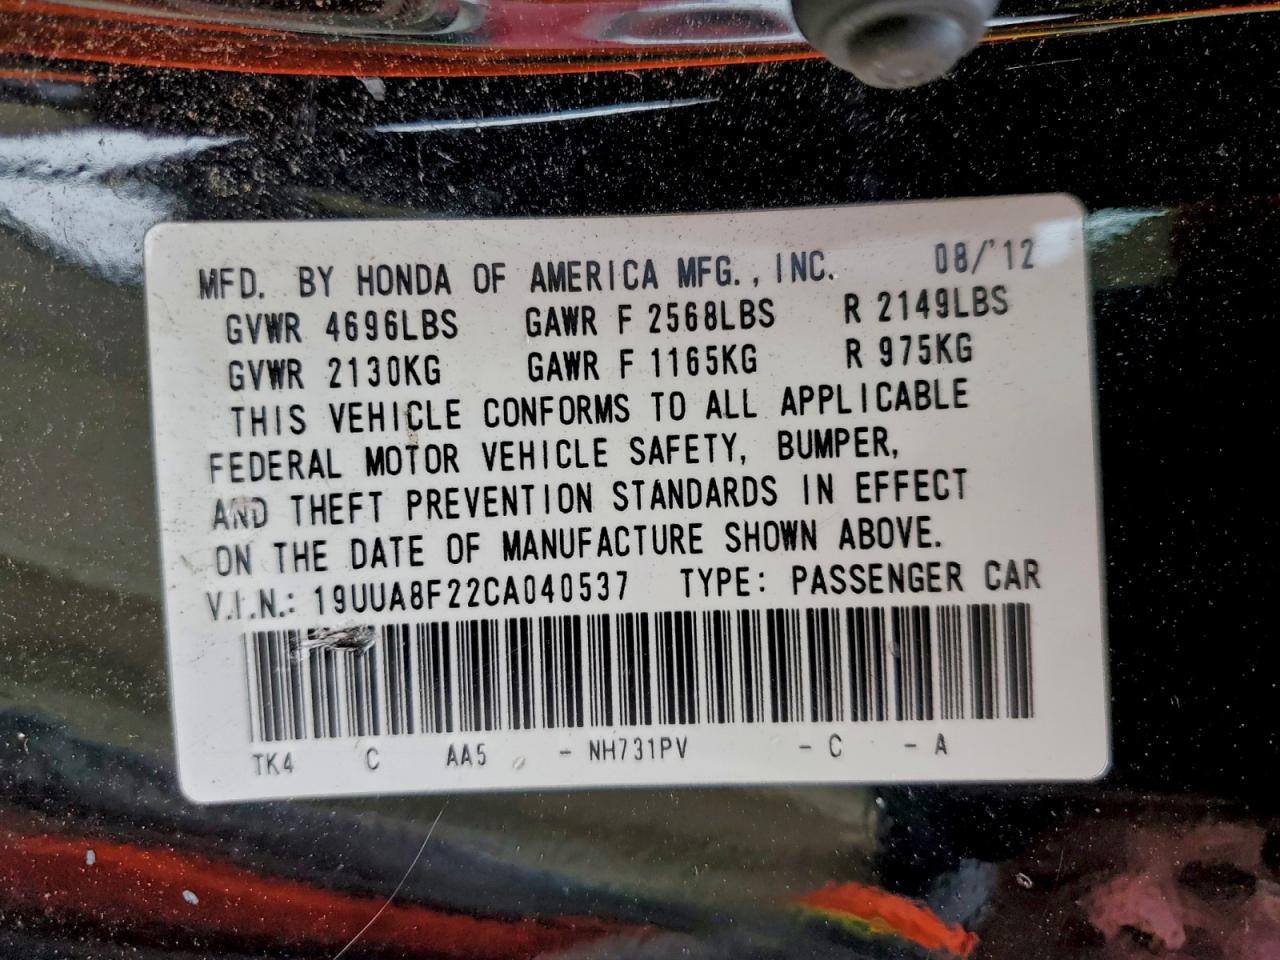 MFD. BY HONDA OF AMERICA MFG., INC. 08/'12
GVWR 4696LBS GAWR F 2568LBS R 2149LBS
GVWR 2130KG GAWR F 1165KG R 975KG
THIS VEHICLE CONFORMS TO ALL APPLICABLE
FEDERAL MOTOR VEHICLE SAFETY, BUMPER,
AND THEFT PREVENTION STANDARDS IN EFFECT
ON THE DATE OF MANUFACTURE SHOWN ABOVE.
V.I.N.: 19UUA8F22CA040537 TYPE: PASSENGER CAR
TK4 C AA5 - NH731PV - C - A